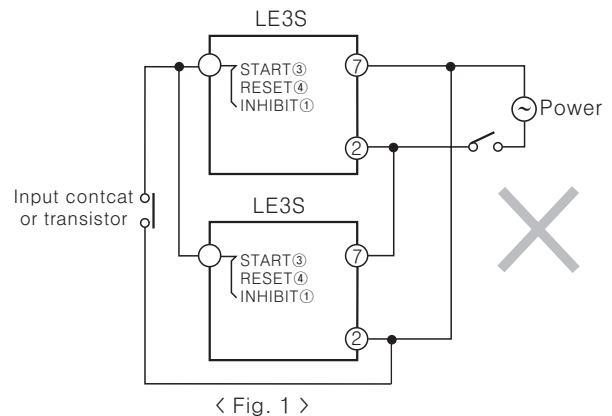 LE3S
START③
RESET④
INHIBIT①
⑦
②
Power
Input contcat
or transistor
LE3S
START③
RESET④
INHIBIT①
⑦
②
〈 Fig. 1 〉